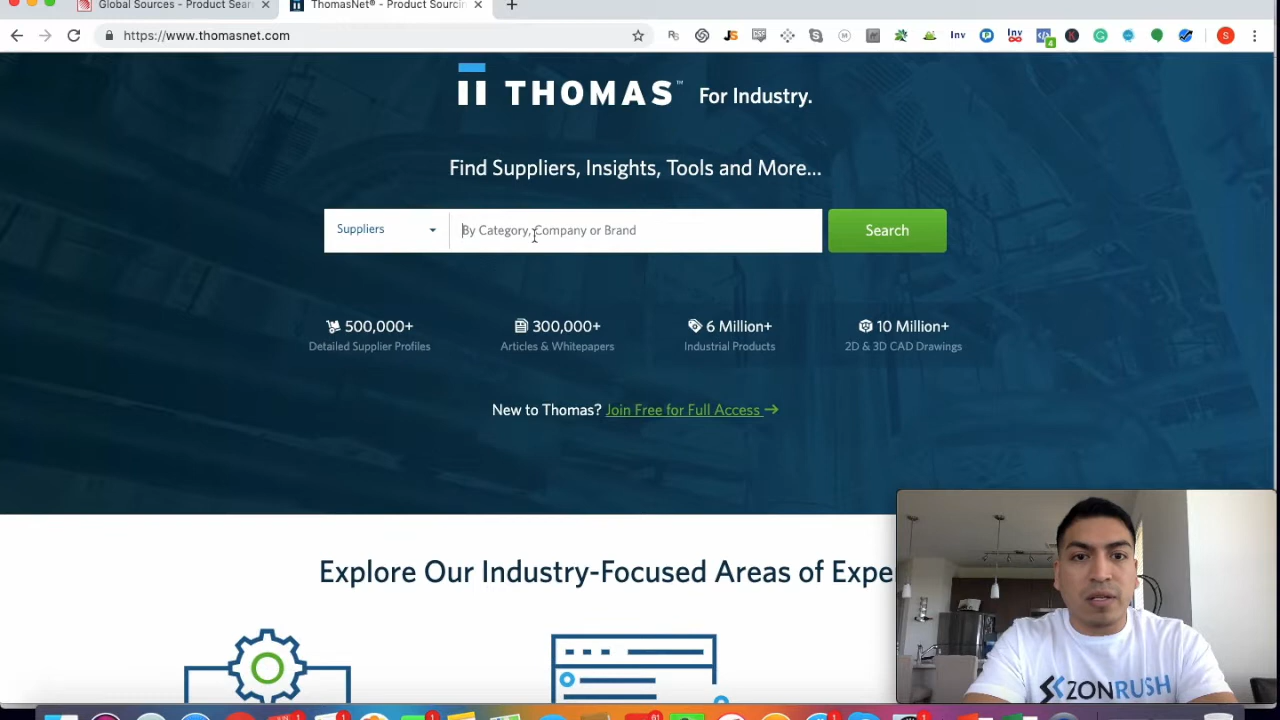 Global Sources - Product Sear
ThomasNet® - Product Sourcin
https://www.thomasnet.com
THOMAS™ For Industry.
Find Suppliers, Insights, Tools and More...
Suppliers
By Category, Company or Brand
Search
500,000+
Detailed Supplier Profiles
300,000+
Articles & Whitepapers
6 Million+
Industrial Products
10 Million+
2D & 3D CAD Drawings
New to Thomas? Join Free for Full Access →
Explore Our Industry-Focused Areas of Expe
ZONRUSH